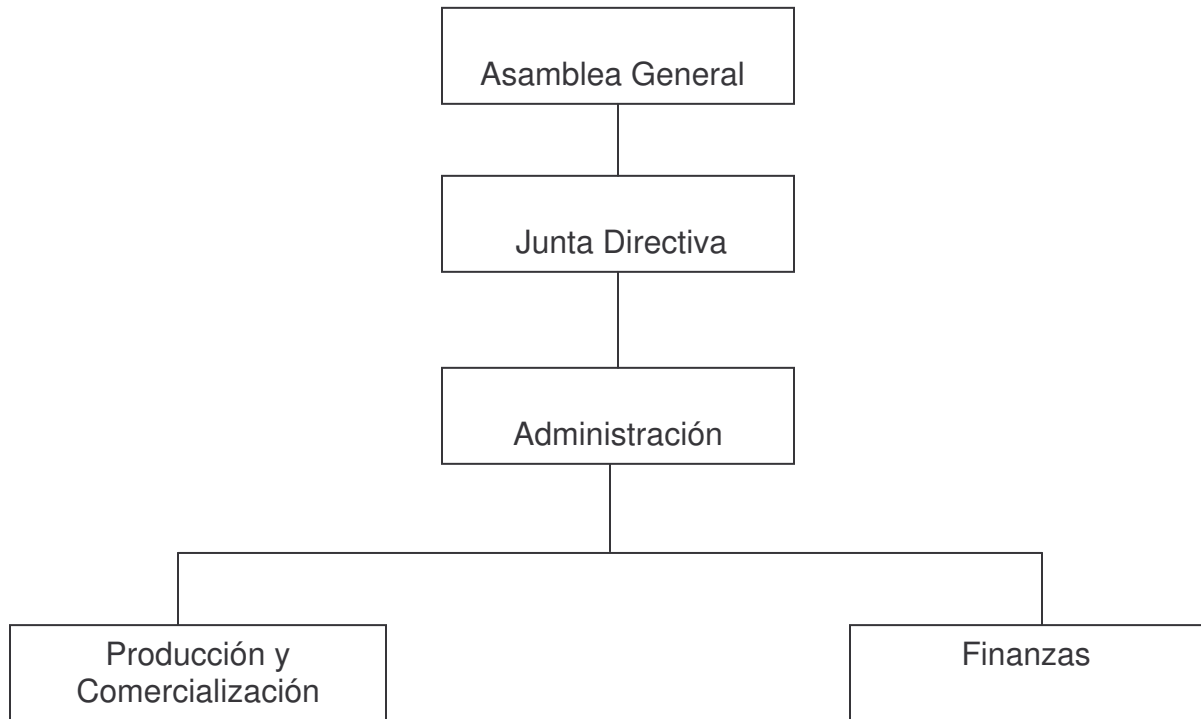 Asamblea General
Junta Directiva
Administración
Producción y
Comercialización
Finanzas